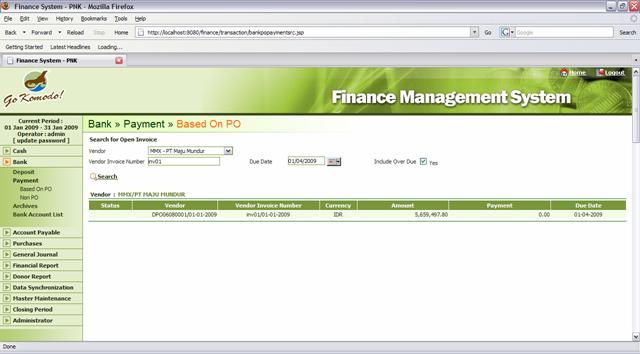 Finance System - PNK - Mozilla Firefox
File Edit View History Bookmarks Tools Help
Back Forward Reload Stop Home http://localhost:8080/finance/transaction/bankpopaymentsrc.jsp Go Google Search
Getting Started Latest Headlines Loading...
Finance System - PNK
Home Logout
Go Komodo!
Finance Management System
Current Period :
01 Jan 2009 - 31 Jan 2009
Operator : admin
[ update password ]
Cash
Bank
Deposit
Payment
Based On PO
Non PO
Archives
Bank Account List
Account Payable
Purchases
General Journal
Financial Report
Donor Report
Data Synchronization
Master Maintenance
Closing Period
Administrator
Bank » Payment » Based On PO
Search for Open Invoice
Vendor MMX - PT Maju Mundur
Vendor Invoice Number inv01 Due Date 01/04/2009 Include Over Due Yes
Search
Vendor : MMX/PT MAJU MUNDUR
Status Vendor Vendor Invoice Number Currency Amount Payment Due Date
DPO06080001/01-01-2009 inv01/01-01-2009 IDR 5,659,497.80 0.00 01-04-2009
Done